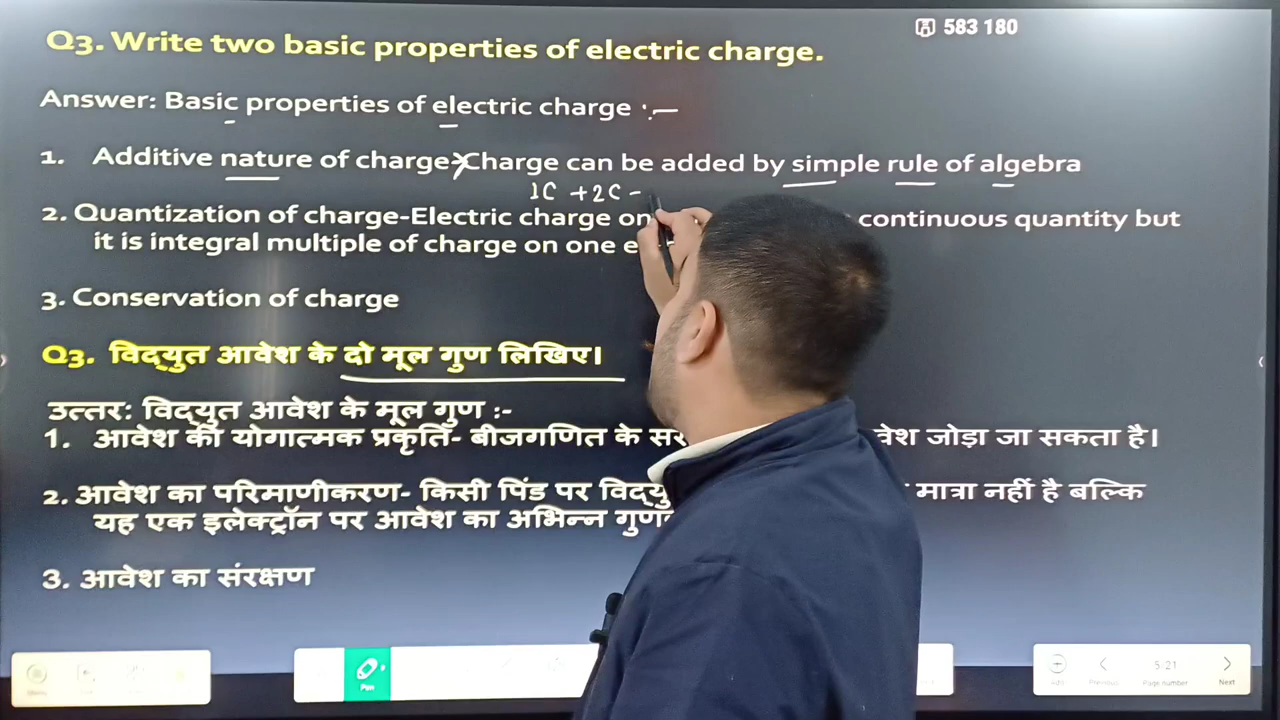 583 180
Q3. Write two basic properties of electric charge.
Answer: Basic properties of electric charge :-
1. Additive nature of charge-Charge can be added by simple rule of algebra
1C +2C -
2. Quantization of charge-Electric charge on continuous quantity but
it is integral multiple of charge on one
3. Conservation of charge
Q3. विद्युत आवेश के दो मूल गुण लिखिए।
उत्तर: विद्युत आवेश के मूल गुण :-
1. आवेश की योगात्मक प्रकृति- बीजगणित के जोड़ा जा सकता है।
2. आवेश का परिमाणीकरण- किसी पिंड पर मात्रा नहीं है बल्कि
यह एक इलेक्ट्रॉन पर आवेश का अभिन्न
3. आवेश का संरक्षण
Pen
5:21
Previous Page number Next